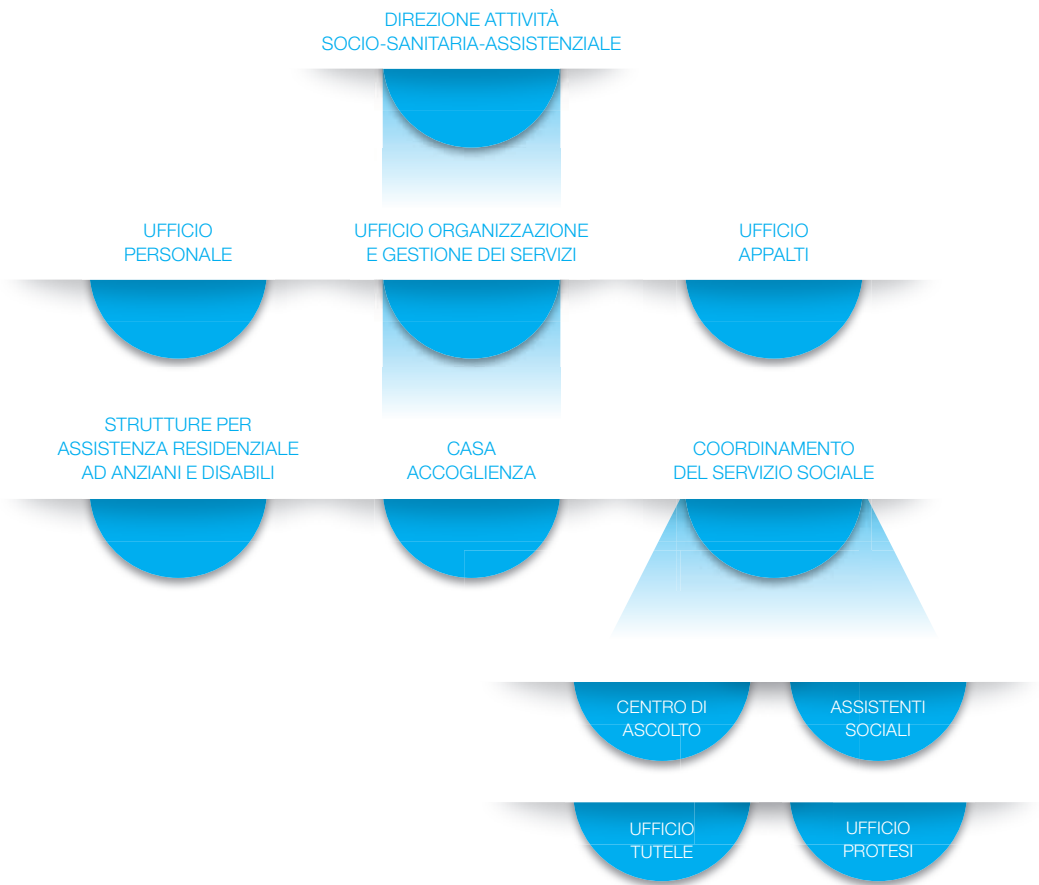 DIREZIONE ATTIVITÀ
SOCIO-SANITARIA-ASSISTENZIALE
UFFICIO
PERSONALE
UFFICIO ORGANIZZAZIONE
E GESTIONE DEI SERVIZI
UFFICIO
APPALTI
STRUTTURE PER
ASSISTENZA RESIDENZIALE
AD ANZIANI E DISABILI
CASA
ACCOGLIENZA
COORDINAMENTO
DEL SERVIZIO SOCIALE
CENTRO DI
ASCOLTO
ASSISTENTI
SOCIALI
UFFICIO
TUTELE
UFFICIO
PROTESI